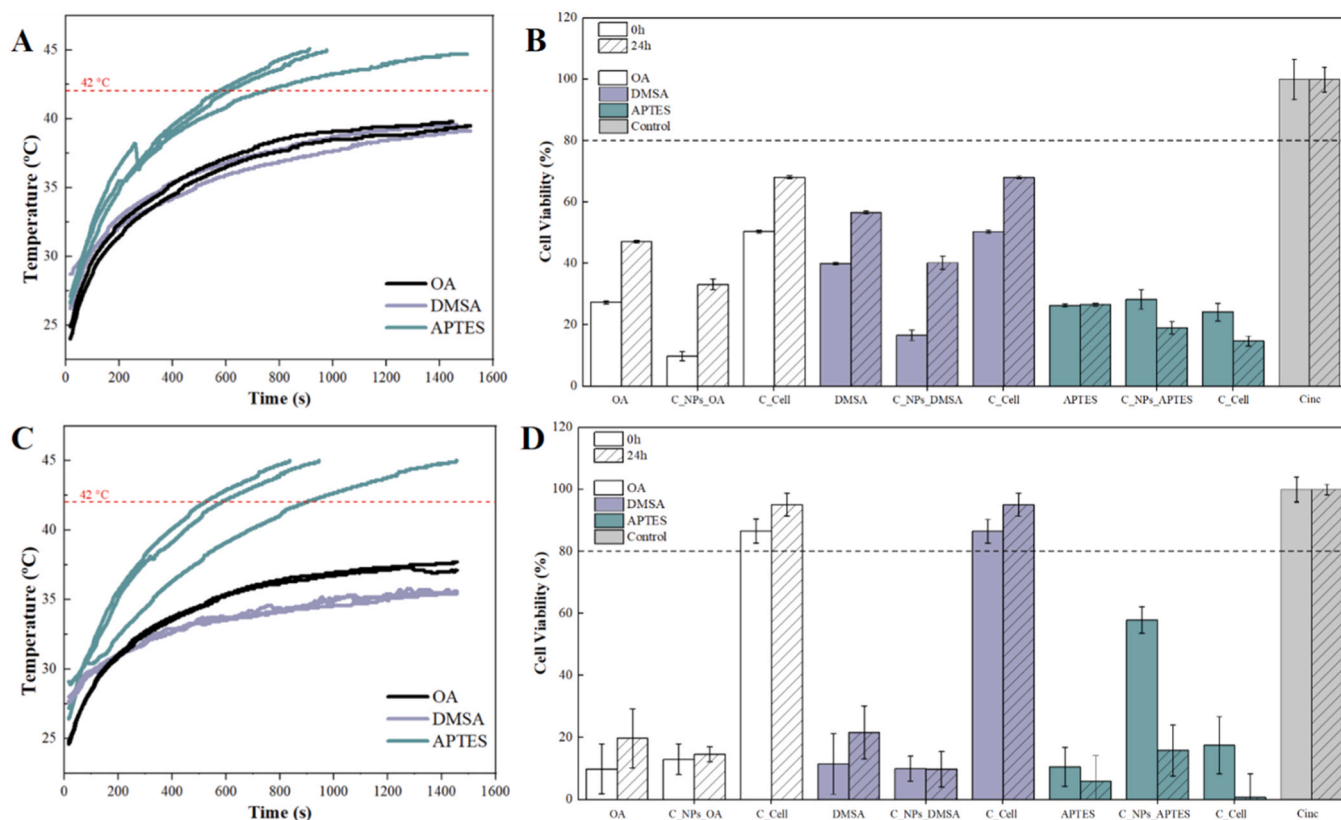 A
Temperature (°C)
45
40
35
30
25
42 °C
OA
DMSA
APTES
0 200 400 600 800 1000 1200 1400 1600
Time (s)
B
Cell Viability (%)
120
100
80
60
40
20
0
0h
24h
OA
DMSA
APTES
Control
OA C_NPs_OA C_Cell DMSA C_NPs_DMSA C_Cell APTES C_NPs_APTES C_Cell Cinc
C
Temperature (°C)
45
40
35
30
25
42 °C
OA
DMSA
APTES
0 200 400 600 800 1000 1200 1400 1600
Time (s)
D
Cell Viability (%)
120
100
80
60
40
20
0
0h
24h
OA
DMSA
APTES
Control
OA C_NPs_OA C_Cell DMSA C_NPs_DMSA C_Cell APTES C_NPs_APTES C_Cell Cinc